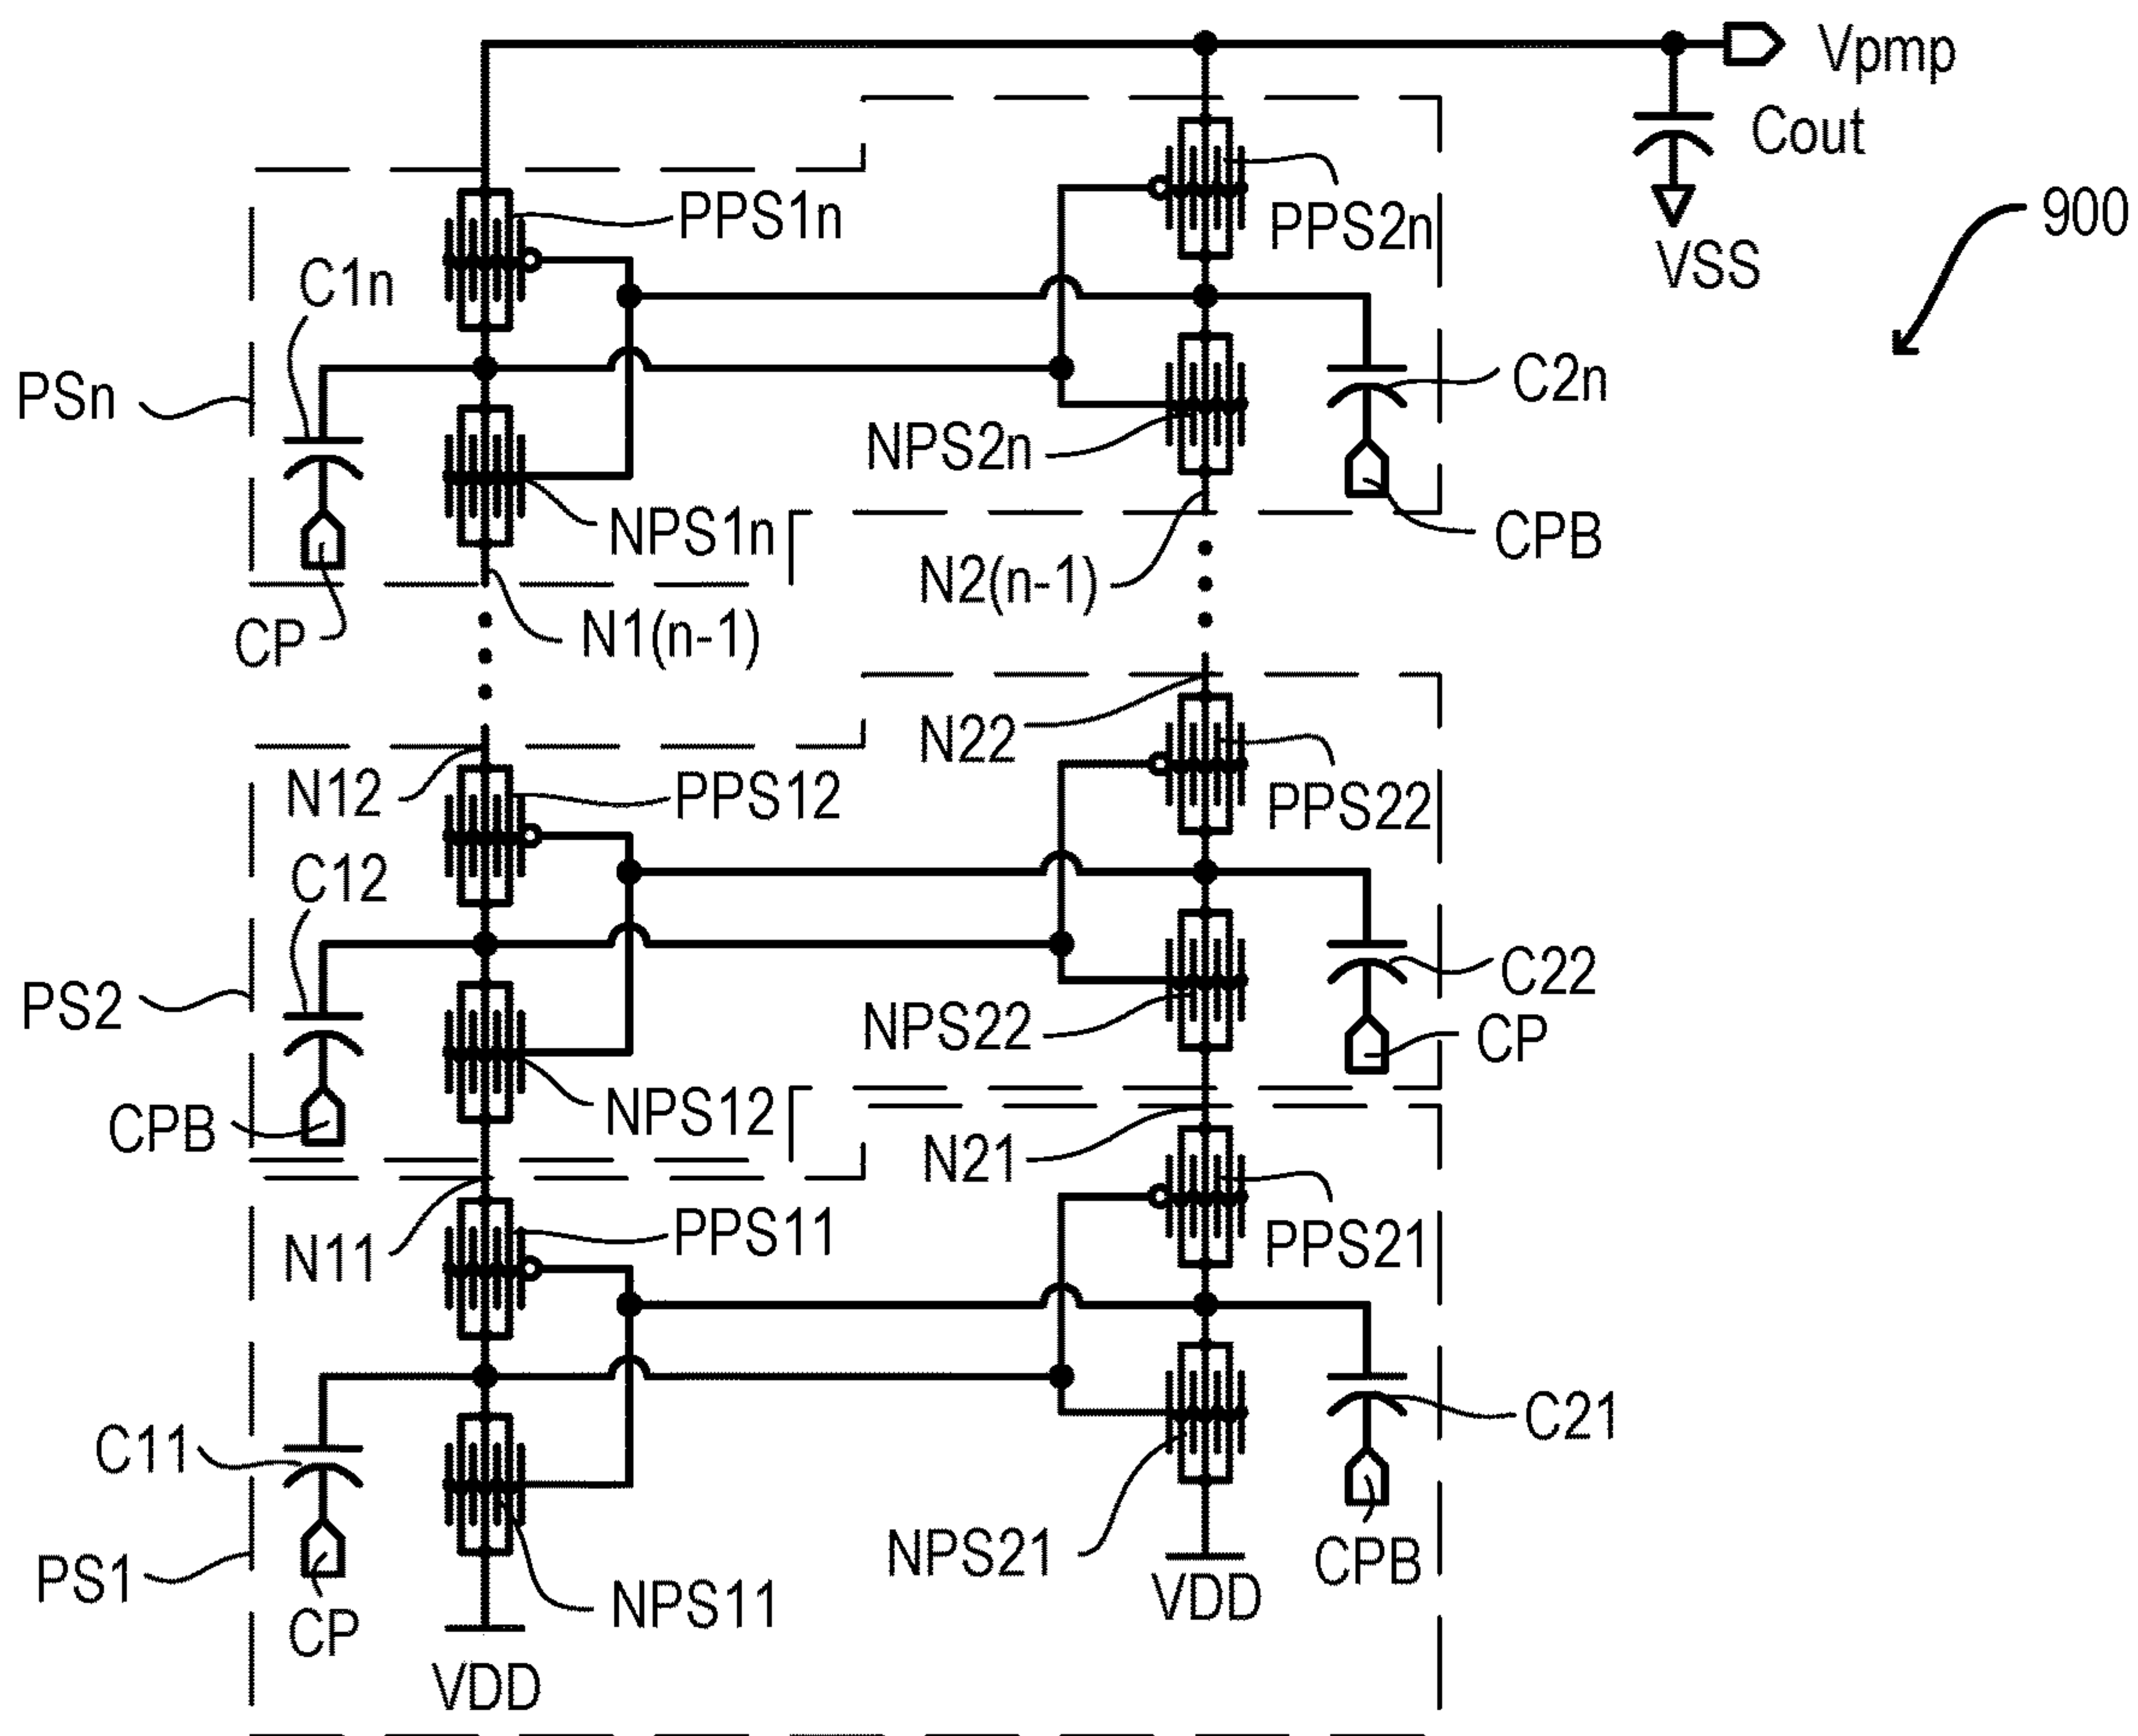 Vpmp
Cout
VSS
900
PPS1n
PPS2n
C1n
C2n
PSn
NPS2n
NPS1n
CPB
N2(n-1)
CP
N1(n-1)
N22
N12
PPS12
PPS22
C12
C22
PS2
NPS22
CP
NPS12
CPB
N21
N11
PPS11
PPS21
C11
C21
NPS21
CPB
PS1
VDD
NPS11
CP
VDD